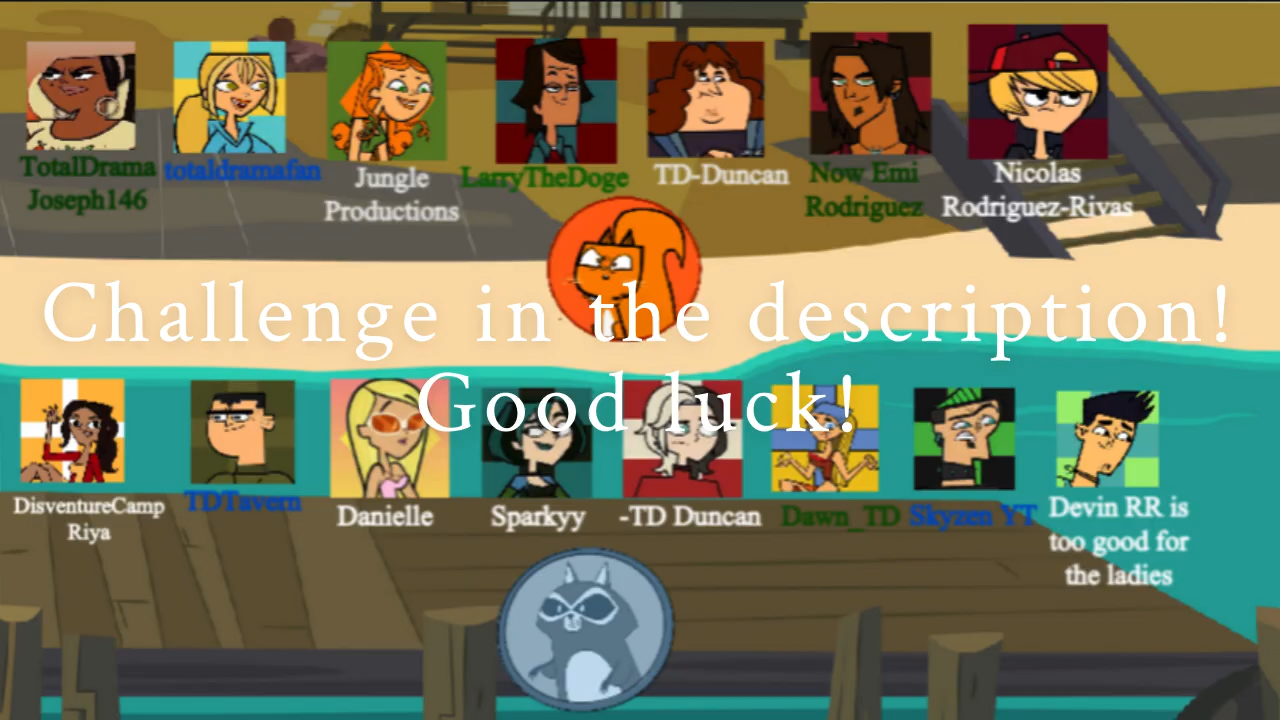 TotalDrama
Joseph146
totaldramafan
Jungle
Productions
LarryTheDoge
TD-Duncan
Now Emi
Rodriguez
Nicolas
Rodriguez-Rivas
Challenge in the description!
Good luck!
DisventureCamp
Riya
TDTavern
Danielle
Sparkyy
-TD Duncan
Dawn_TD
Skyzen YT
Devin RR is
too good for
the ladies